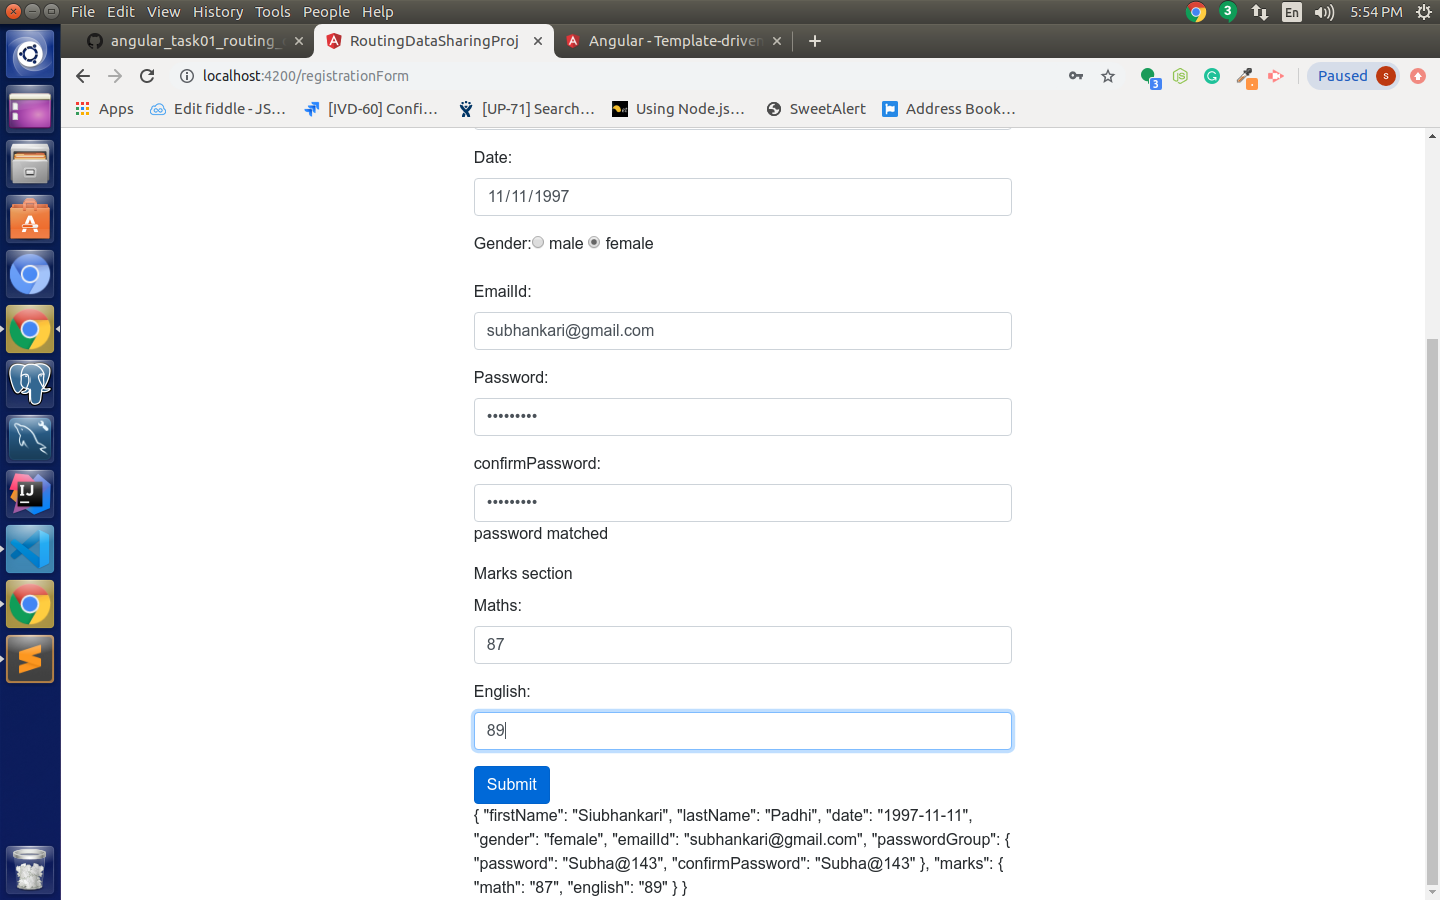 File Edit View History Tools People Help
3 En 5:54 PM
angular_task01_routing_
RoutingDataSharingProj
Angular - Template-driven
localhost:4200/registrationForm
3 Paused s
Apps Edit fiddle - JS... [IVD-60] Confi... [UP-71] Search... Using Node.js... SweetAlert Address Book...
Date:
11/11/1997
Gender: male female
EmailId:
subhankari@gmail.com
Password:
•••••••••
confirmPassword:
•••••••••
password matched
Marks section
Maths:
87
English:
89
Submit
{ "firstName": "Siubhankari", "lastName": "Padhi", "date": "1997-11-11",
"gender": "female", "emailId": "subhankari@gmail.com", "passwordGroup": {
"password": "Subha@143", "confirmPassword": "Subha@143" }, "marks": {
"math": "87", "english": "89" } }
IJ